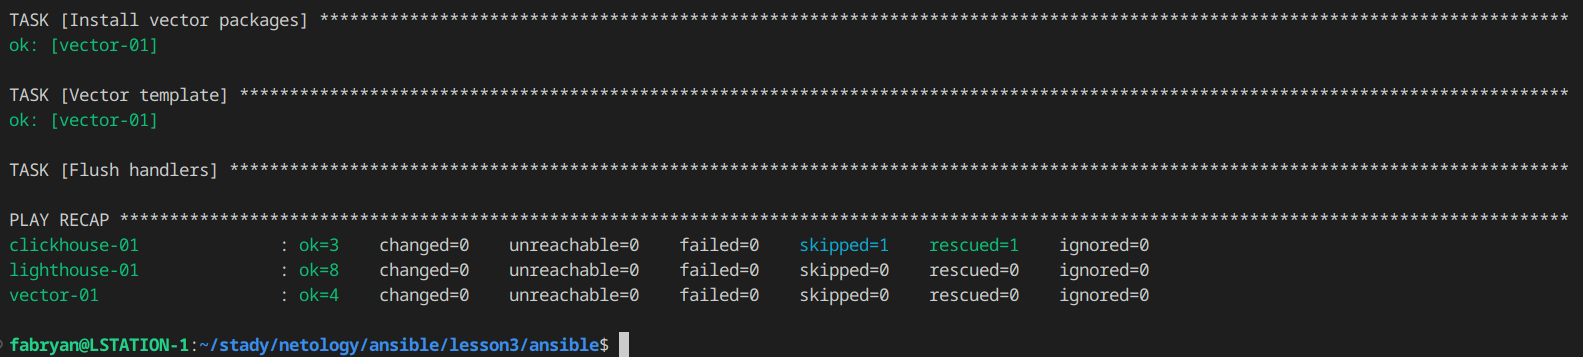 TASK [Install vector packages] *****************************************************************************************************************************
ok: [vector-01]
TASK [Vector template] *************************************************************************************************************************************
ok: [vector-01]
TASK [Flush handlers] **************************************************************************************************************************************
PLAY RECAP *************************************************************************************************************************************************
clickhouse-01              : ok=3    changed=0    unreachable=0    failed=0    skipped=1    rescued=1    ignored=0
lighthouse-01              : ok=8    changed=0    unreachable=0    failed=0    skipped=0    rescued=0    ignored=0
vector-01                  : ok=4    changed=0    unreachable=0    failed=0    skipped=0    rescued=0    ignored=0
fabryan@LSTATION-1:~/stady/netology/ansible/lesson3/ansible$